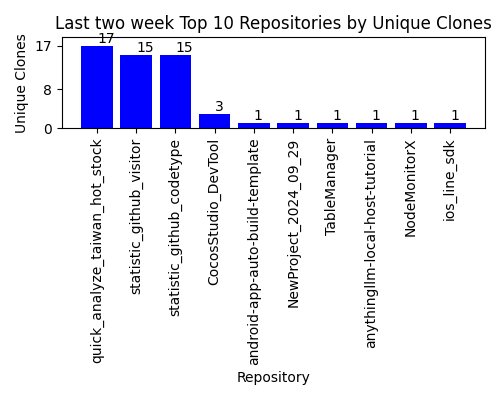 Last two week Top 10 Repositories by Unique Clones
Unique Clones
17
8
0
17
15
15
3
1
1
1
1
1
1
quick_analyze_taiwan_hot_stock
statistic_github_visitor
statistic_github_codetype
CocosStudio_DevTool
android-app-auto-build-template
NewProject_2024_09_29
TableManager
anythingllm-local-host-tutorial
NodeMonitorX
ios_line_sdk
Repository